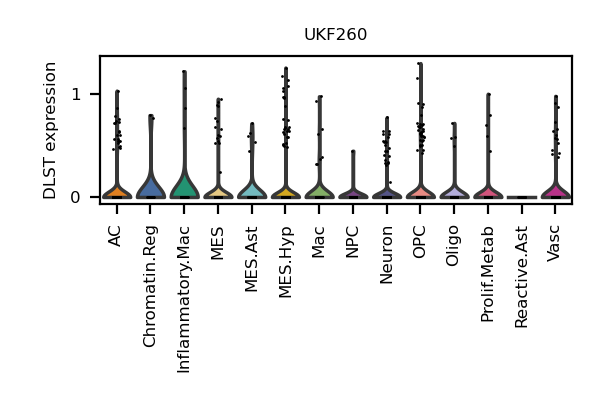 UKF260
DLST expression
1
0
AC
Chromatin.Reg
Inflammatory.Mac
MES
MES.Ast
MES.Hyp
Mac
NPC
Neuron
OPC
Oligo
Prolif.Metab
Reactive.Ast
Vasc